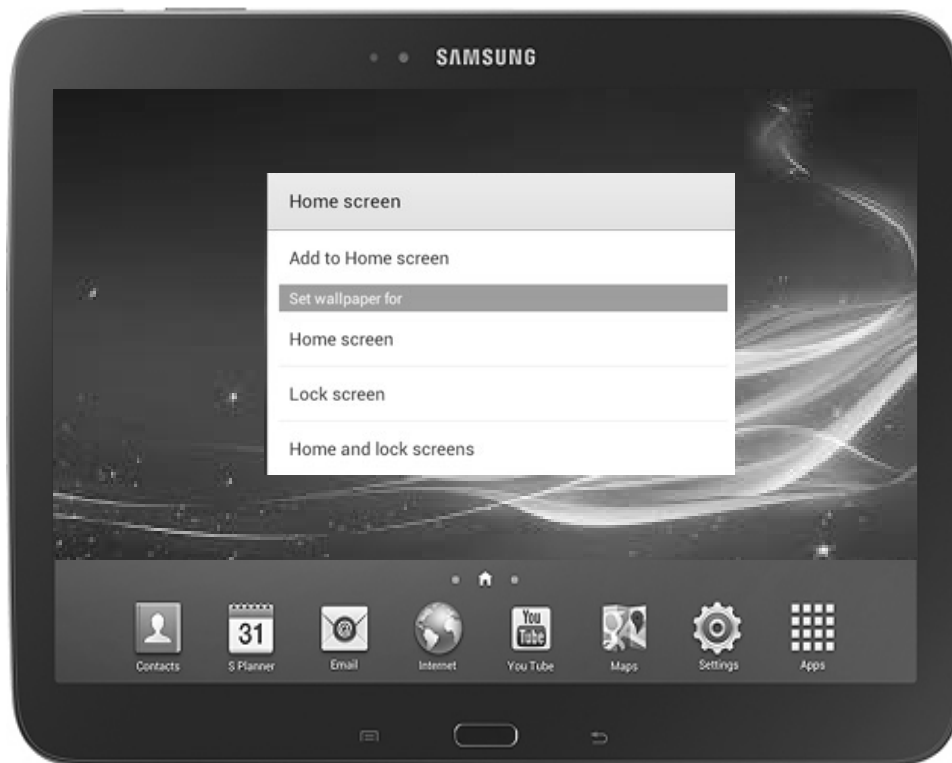 SAMSUNG
Home screen
Add to Home screen
Set wallpaper for
Home screen
Lock screen
Home and lock screens
31
You
Tube
Contacts
S Planner
Email
Internet
You Tube
Maps
Settings
Apps